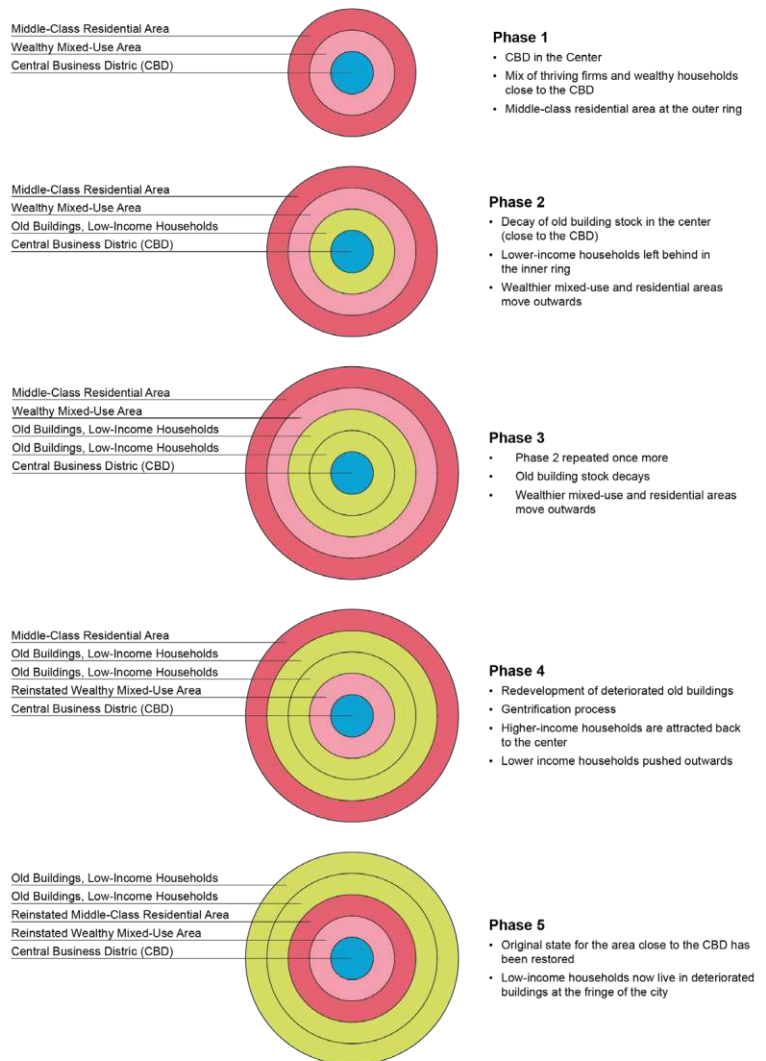 Middle-Class Residential Area
Wealthy Mixed-Use Area
Central Business Distric (CBD)
Phase 1
• CBD in the Center
• Mix of thriving firms and wealthy households
close to the CBD
• Middle-class residential area at the outer ring
Middle-Class Residential Area
Wealthy Mixed-Use Area
Old Buildings, Low-Income Households
Central Business Distric (CBD)
Phase 2
• Decay of old building stock in the center
(close to the CBD)
• Lower-income households left behind in
the inner ring
• Wealthier mixed-use and residential areas
move outwards
Middle-Class Residential Area
Wealthy Mixed-Use Area
Old Buildings, Low-Income Households
Old Buildings, Low-Income Households
Central Business Distric (CBD)
Phase 3
• Phase 2 repeated once more
• Old building stock decays
• Wealthier mixed-use and residential areas
move outwards
Middle-Class Residential Area
Old Buildings, Low-Income Households
Old Buildings, Low-Income Households
Reinstated Wealthy Mixed-Use Area
Central Business Distric (CBD)
Phase 4
• Redevelopment of deteriorated old buildings
• Gentrification process
• Higher-income households are attracted back
to the center
• Lower income households pushed outwards
Old Buildings, Low-Income Households
Old Buildings, Low-Income Households
Reinstated Middle-Class Residential Area
Reinstated Wealthy Mixed-Use Area
Central Business Distric (CBD)
Phase 5
• Original state for the area close to the CBD has
been restored
• Low-income households now live in deteriorated
buildings at the fringe of the city